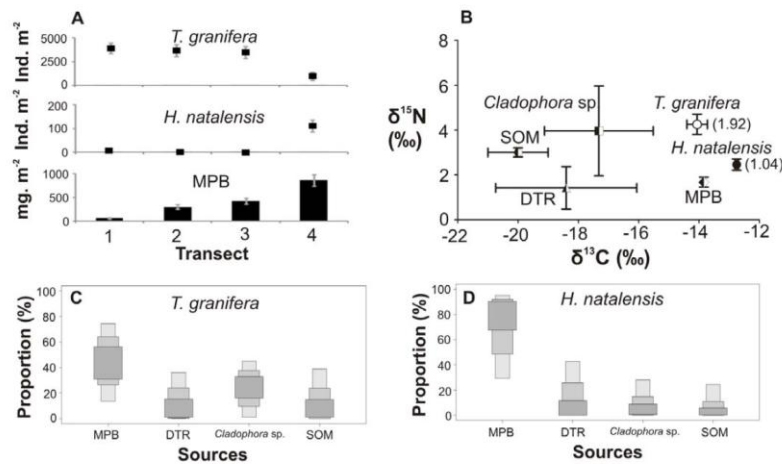 A
T. granifera
Ind. m-2
5000
2500
0
H. natalensis
Ind. m-2
200
100
0
MPB
mg. m-2
1000
500
0
1 2 3 4
Transect
B
δ15N
(‰)
8
6
4
2
0
Cladophora sp.
T. granifera
(1.92)
SOM
H. natalensis
(1.04)
DTR
MPB
-22 -20 -18 -16 -14 -12
δ13C (‰)
C
T. granifera
Proportion (%)
100
80
60
40
20
0
MPB DTR Cladophora sp. SOM
Sources
D
H. natalensis
Proportion (%)
100
80
60
40
20
0
MPB DTR Cladophora sp. SOM
Sources